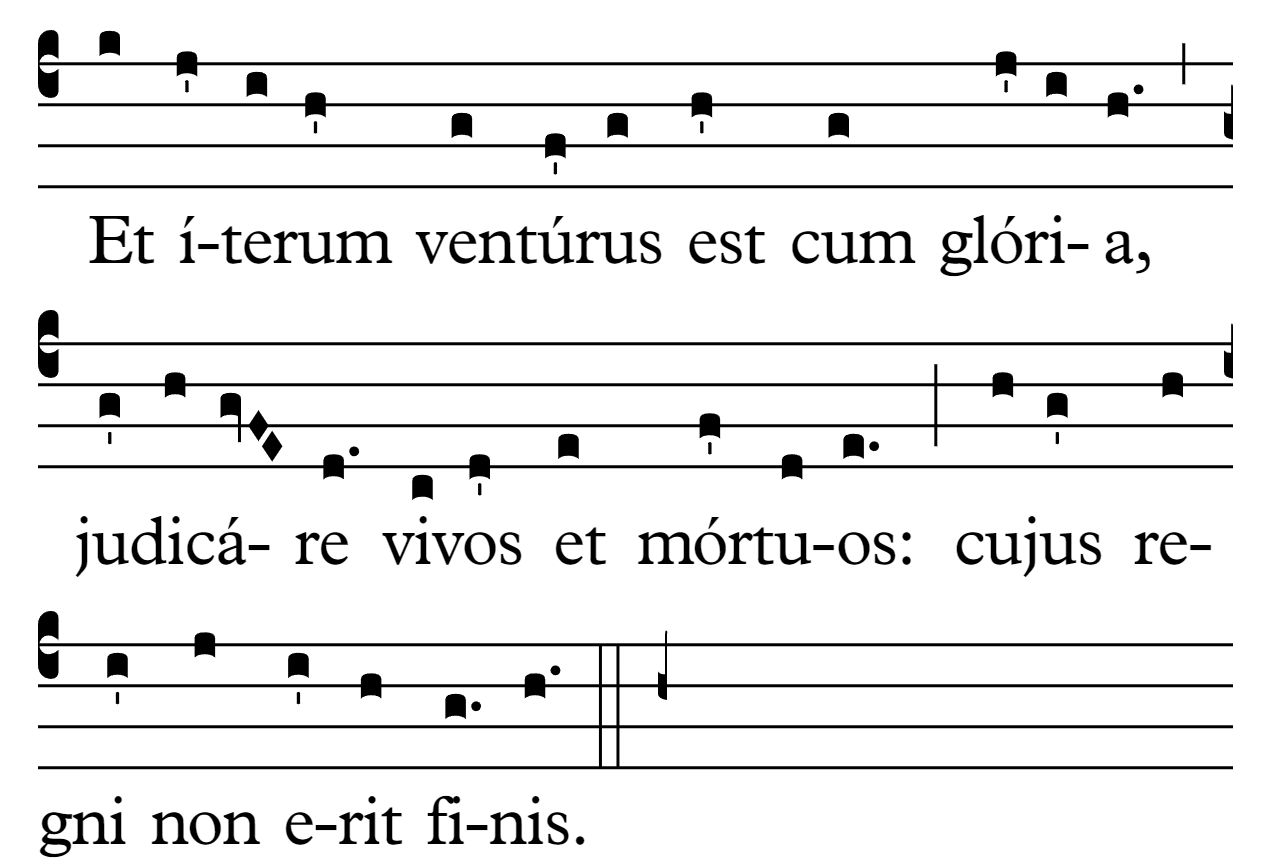 Et í-terum ventúrus est cum glóri- a,
judicá- re vivos et mórtu-os: cujus re-
gni non e-rit fi-nis.